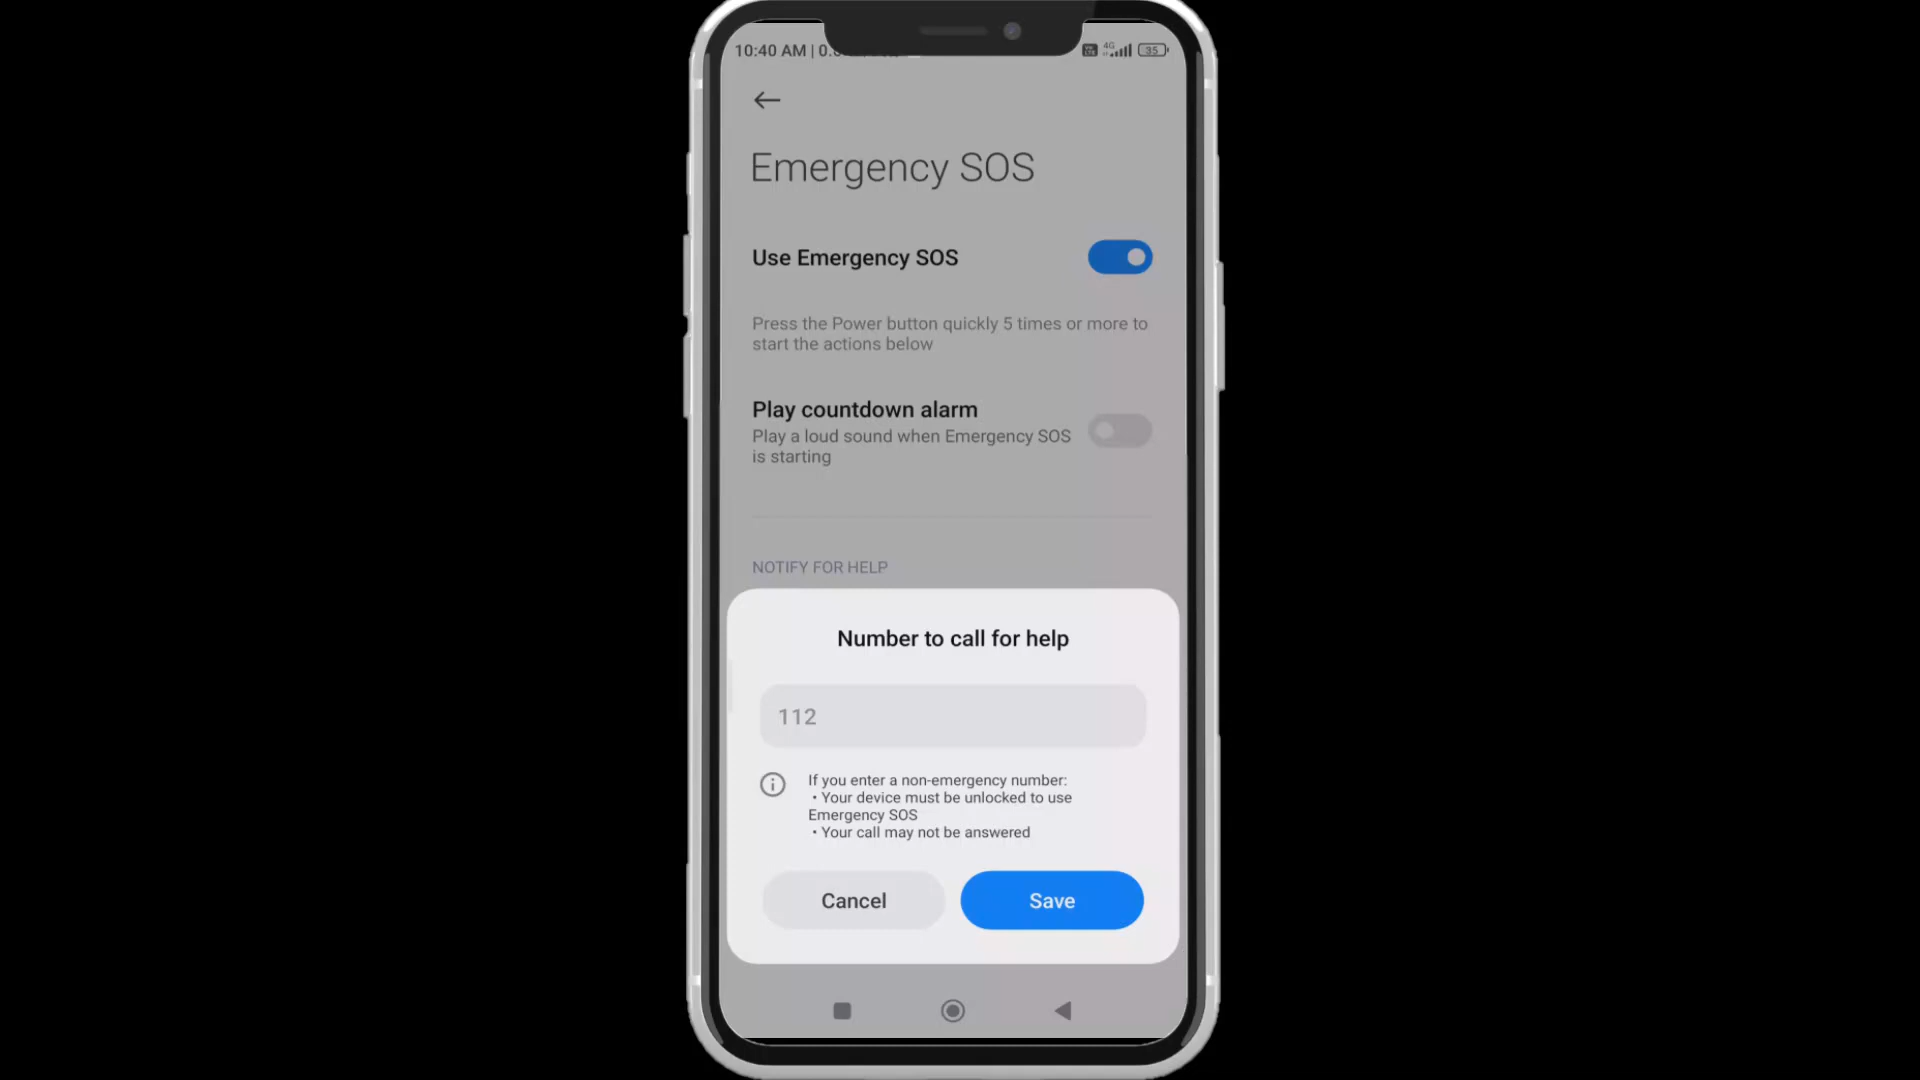 10:40 AM | 0.
4G
35
Emergency SOS
Use Emergency SOS
Press the Power button quickly 5 times or more to
start the actions below
Play countdown alarm
Play a loud sound when Emergency SOS
is starting
NOTIFY FOR HELP
Number to call for help
112
If you enter a non-emergency number:
• Your device must be unlocked to use
Emergency SOS
• Your call may not be answered
Cancel
Save